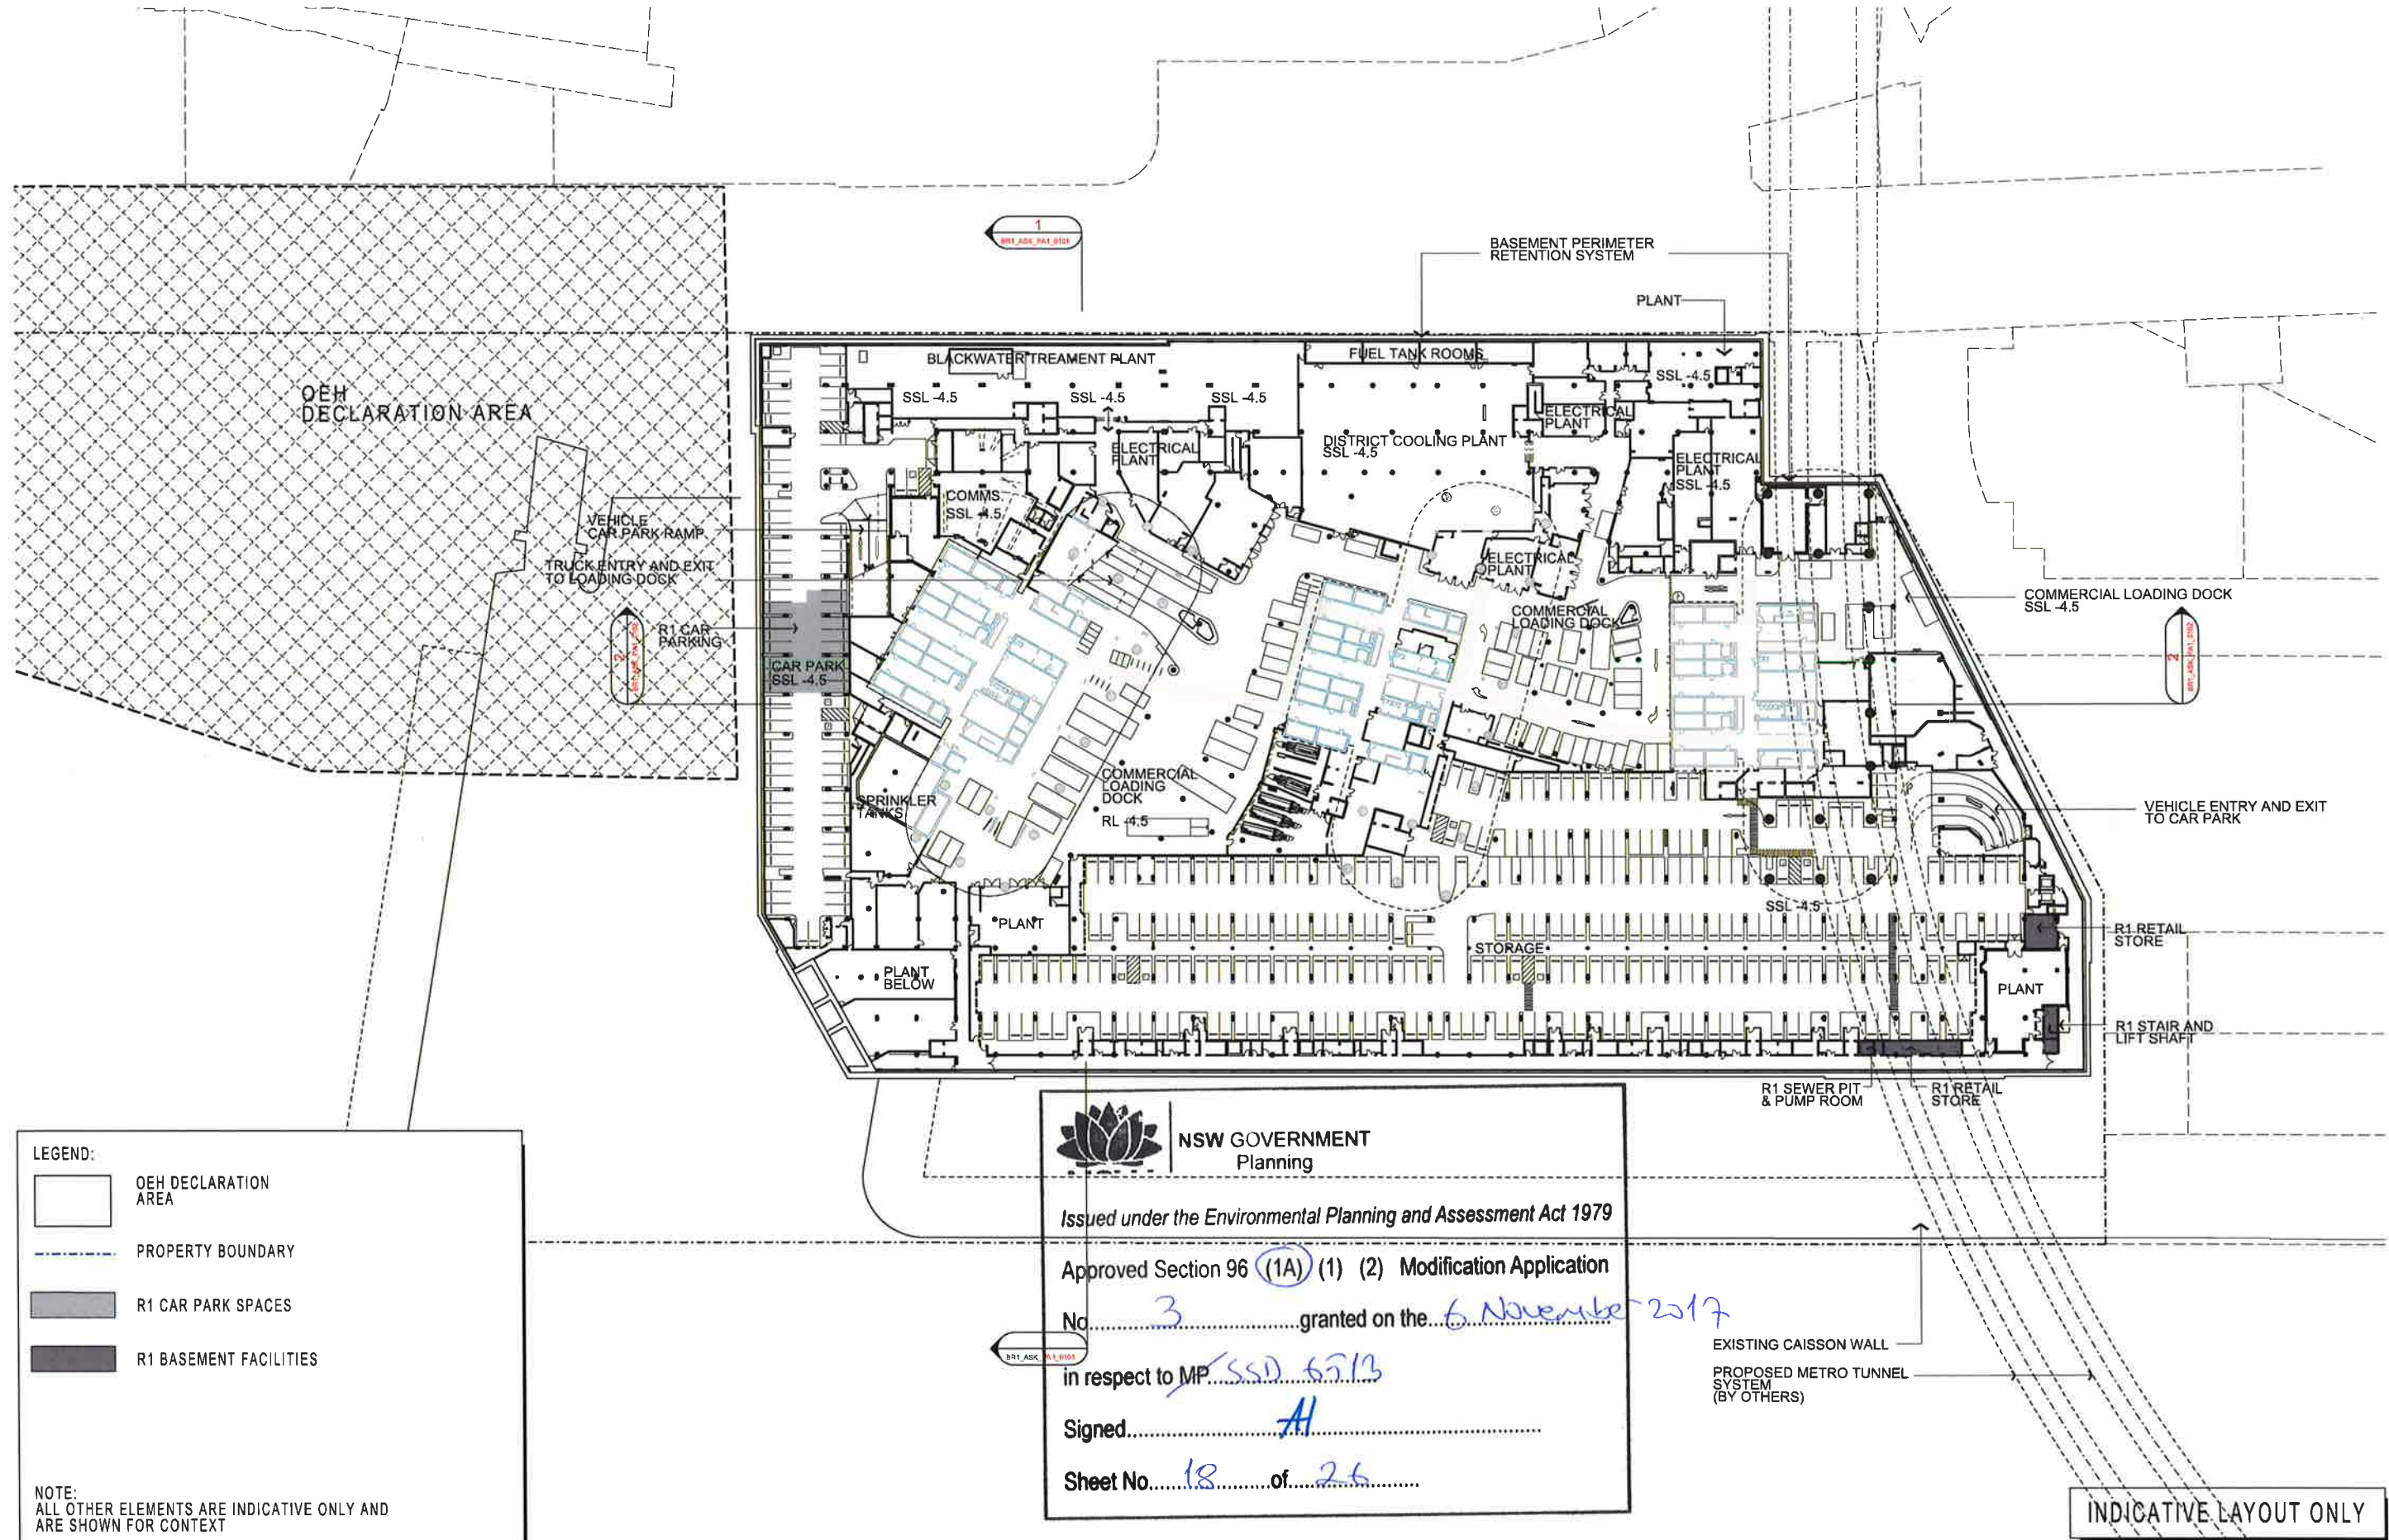 1
BR1_ASK_PA1_0101
BASEMENT PERIMETER
RETENTION SYSTEM
PLANT
BLACKWATER TREAMENT PLANT
FUEL TANK ROOMS
SSL -4.5
SSL -4.5
SSL -4.5
SSL -4.5
OEH
DECLARATION AREA
ELECTRICAL
PLANT
DISTRICT COOLING PLANT
SSL -4.5
ELECTRICAL
PLANT
ELECTRICAL
PLANT
SSL -4.5
COMMS.
SSL -4.5
VEHICLE
CAR PARK RAMP
TRUCK ENTRY AND EXIT
TO LOADING DOCK
ELECTRICAL
PLANT
COMMERCIAL
LOADING DOCK
COMMERCIAL LOADING DOCK
SSL -4.5
2
BR1_ASK_PA1_0102
R1 CAR
PARKING
CAR PARK
SSL -4.5
2
BR1_ASK_PA1_0102
COMMERCIAL
LOADING
DOCK
RL -4.5
SPRINKLER
TANKS
VEHICLE ENTRY AND EXIT
TO CAR PARK
SSL -4.5
PLANT
STORAGE
R1 RETAIL
STORE
PLANT
BELOW
PLANT
R1 STAIR AND
LIFT SHAFT
R1 SEWER PIT
& PUMP ROOM
R1 RETAIL
STORE
LEGEND:
OEH DECLARATION
AREA
PROPERTY BOUNDARY
R1 CAR PARK SPACES
R1 BASEMENT FACILITIES
NOTE:
ALL OTHER ELEMENTS ARE INDICATIVE ONLY AND
ARE SHOWN FOR CONTEXT
NSW GOVERNMENT
Planning
Issued under the Environmental Planning and Assessment Act 1979
Approved Section 96 (1A) (1) (2) Modification Application
No 3 granted on the 6 November 2017
in respect to MP SSD 6513
Signed AH
Sheet No. 18 of 26
BR1_ASK_PA1_0101
EXISTING CAISSON WALL
PROPOSED METRO TUNNEL
SYSTEM
(BY OTHERS)
INDICATIVE LAYOUT ONLY